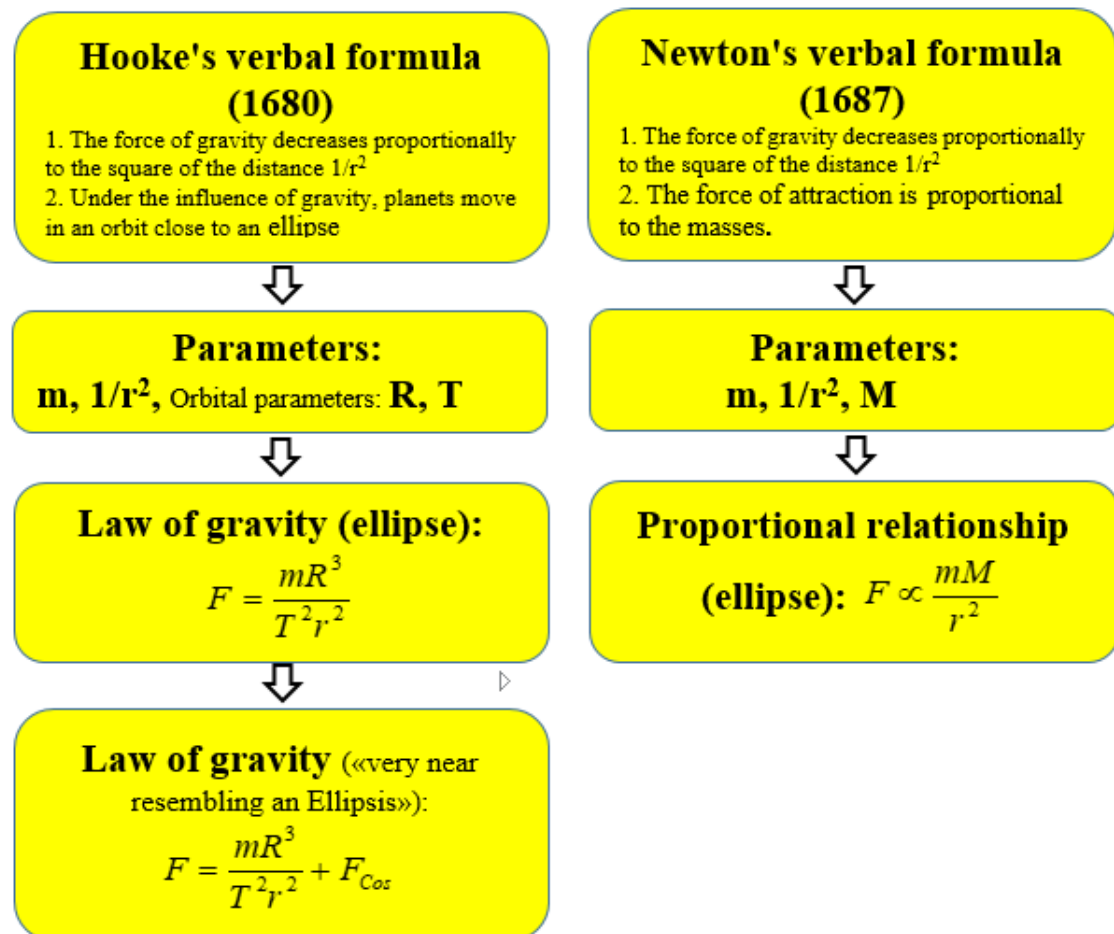 Hooke's verbal formula
(1680)
1. The force of gravity decreases proportionally
to the square of the distance 1/r²
2. Under the influence of gravity, planets move
in an orbit close to an ellipse
Parameters:
m, 1/r², Orbital parameters: R, T
Law of gravity (ellipse):
F = mR³ / T²r²
Law of gravity («very near
resembling an Ellipsis»):
F = mR³ / T²r² + F_Cos
Newton's verbal formula
(1687)
1. The force of gravity decreases proportionally
to the square of the distance 1/r²
2. The force of attraction is proportional
to the masses.
Parameters:
m, 1/r², M
Proportional relationship
(ellipse): F ∝ mM / r²